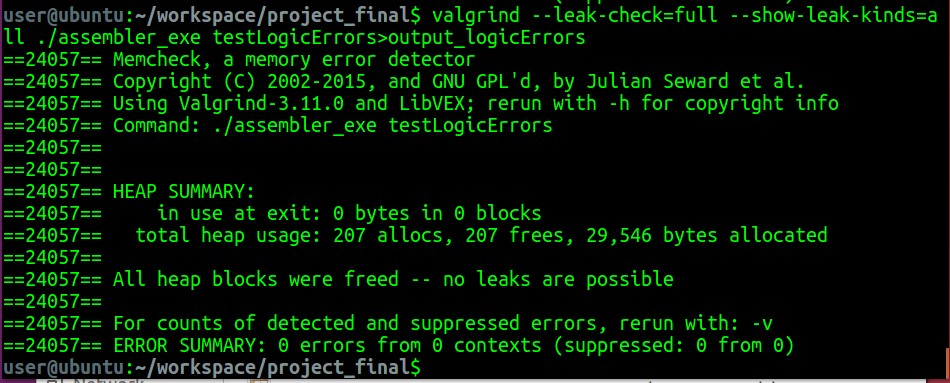 user@ubuntu:~/workspace/project_final$ valgrind --leak-check=full --show-leak-kinds=a
ll ./assembler_exe testLogicErrors>output_logicErrors
==24057== Memcheck, a memory error detector
==24057== Copyright (C) 2002-2015, and GNU GPL'd, by Julian Seward et al.
==24057== Using Valgrind-3.11.0 and LibVEX; rerun with -h for copyright info
==24057== Command: ./assembler_exe testLogicErrors
==24057==
==24057==
==24057== HEAP SUMMARY:
==24057==     in use at exit: 0 bytes in 0 blocks
==24057==   total heap usage: 207 allocs, 207 frees, 29,546 bytes allocated
==24057==
==24057== All heap blocks were freed -- no leaks are possible
==24057==
==24057== For counts of detected and suppressed errors, rerun with: -v
==24057== ERROR SUMMARY: 0 errors from 0 contexts (suppressed: 0 from 0)
user@ubuntu:~/workspace/project_final$
Network